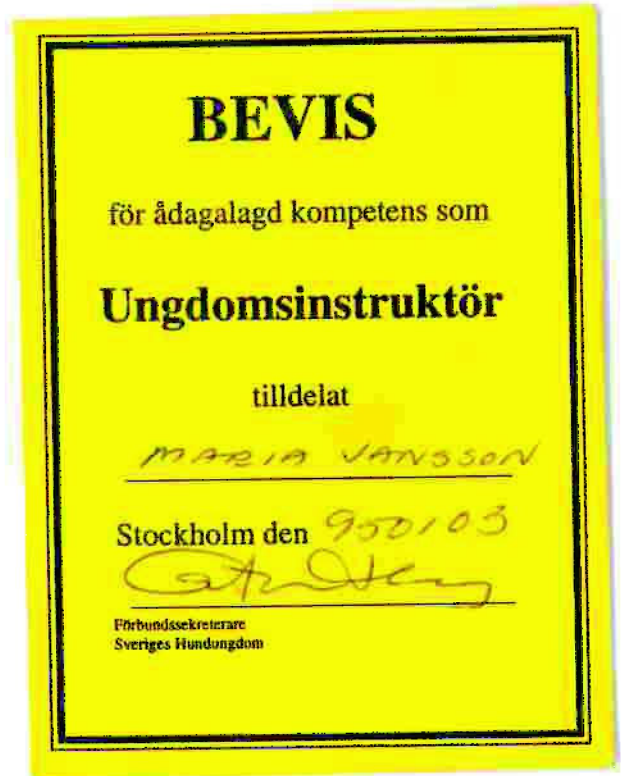 BEVIS
för ådagalagd kompetens som
Ungdomsinstruktör
tilldelat
MARIA JANSSON
Stockholm den 950103
Förbundssekreterare
Sveriges Hundungdom